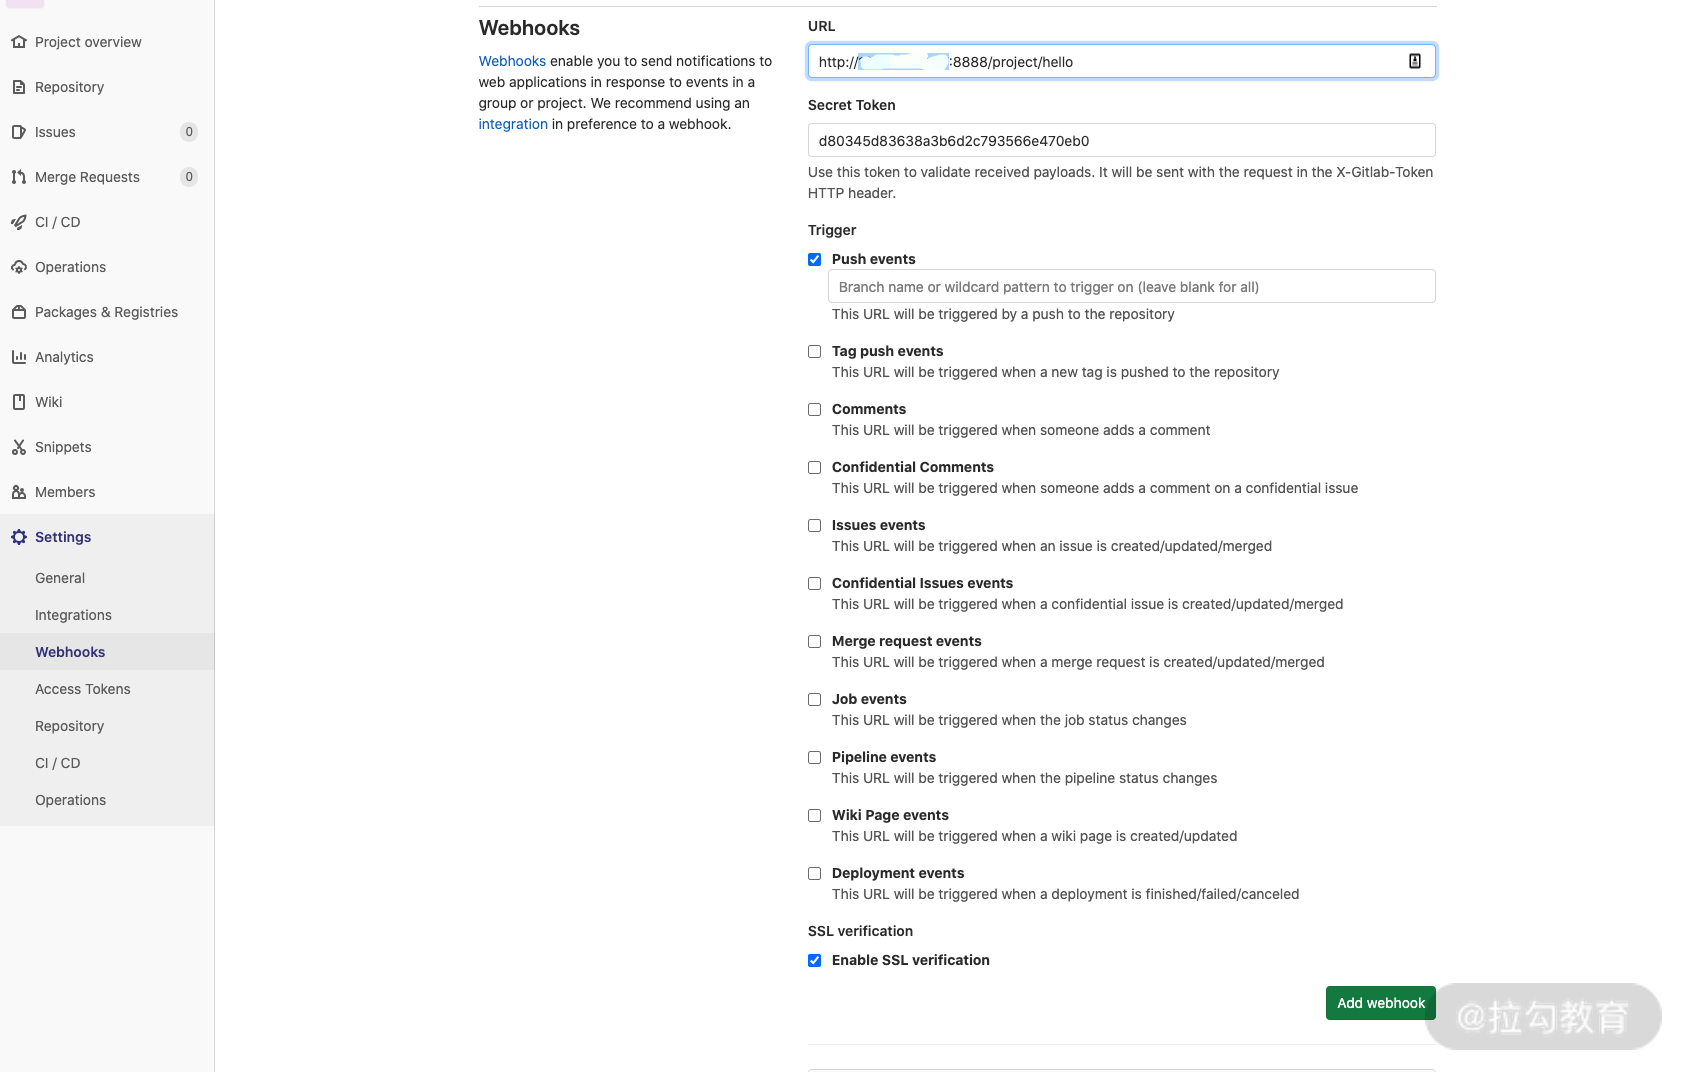 Project overview
Repository
Issues 0
Merge Requests 0
CI / CD
Operations
Packages & Registries
Analytics
Wiki
Snippets
Members
Settings
General
Integrations
Webhooks
Access Tokens
Repository
CI / CD
Operations
Webhooks
Webhooks enable you to send notifications to
web applications in response to events in a
group or project. We recommend using an
integration in preference to a webhook.
URL
http:// :8888/project/hello
Secret Token
d80345d83638a3b6d2c793566e470eb0
Use this token to validate received payloads. It will be sent with the request in the X-Gitlab-Token
HTTP header.
Trigger
Push events
Branch name or wildcard pattern to trigger on (leave blank for all)
This URL will be triggered by a push to the repository
Tag push events
This URL will be triggered when a new tag is pushed to the repository
Comments
This URL will be triggered when someone adds a comment
Confidential Comments
This URL will be triggered when someone adds a comment on a confidential issue
Issues events
This URL will be triggered when an issue is created/updated/merged
Confidential Issues events
This URL will be triggered when a confidential issue is created/updated/merged
Merge request events
This URL will be triggered when a merge request is created/updated/merged
Job events
This URL will be triggered when the job status changes
Pipeline events
This URL will be triggered when the pipeline status changes
Wiki Page events
This URL will be triggered when a wiki page is created/updated
Deployment events
This URL will be triggered when a deployment is finished/failed/canceled
SSL verification
Enable SSL verification
Add webhook
@拉勾教育